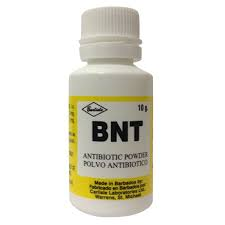 Carlisle
10 g.
BNT
ANTIBIOTIC POWDER
POLVO ANTIBIOTICO
Made in Barbados by:
Fabricado en Barbados por:
Carlisle Laboratories Ltd.
Warrens, St. Michael